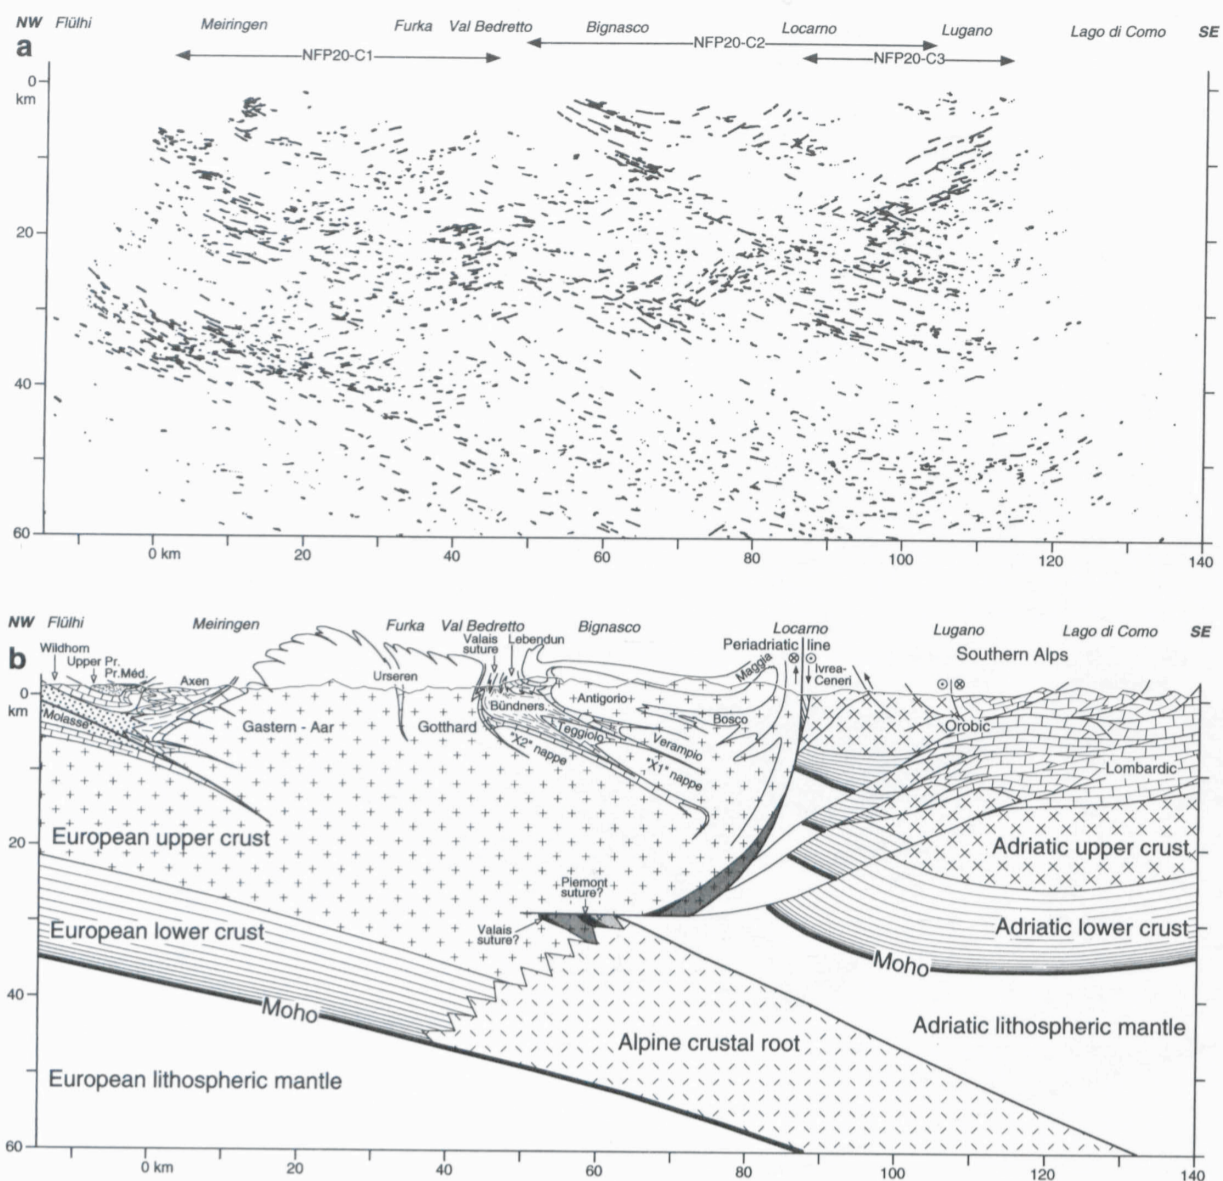 NW Flülhi Meiringen Furka Val Bedretto Bignasco Locarno Lugano Lago di Como SE
a
NFP20-C1 NFP20-C2 NFP20-C3
0
km
20
40
60
0 km 20 40 60 80 100 120 140
NW Flülhi Meiringen Furka Val Bedretto Bignasco Locarno Lugano Lago di Como SE
b
Wildhorn
Upper Pr.
Pr.Méd.
Axen
Urseren
Valais
suture
Lebendun
Maggia
Periadriatic line
Ivrea-
Ceneri
Southern Alps
0
km
Molasse
Gastern - Aar
Gotthard
Bündners.
Antigorio
Bosco
Teggiolo
Verampio
"X2" nappe
"X1" nappe
Orobic
Lombardic
20
European upper crust
Adriatic upper crust
Piemont
suture?
Valais
suture?
European lower crust
Adriatic lower crust
Moho
40
Moho
Alpine crustal root
Adriatic lithospheric mantle
European lithospheric mantle
60
0 km 20 40 60 80 100 120 140